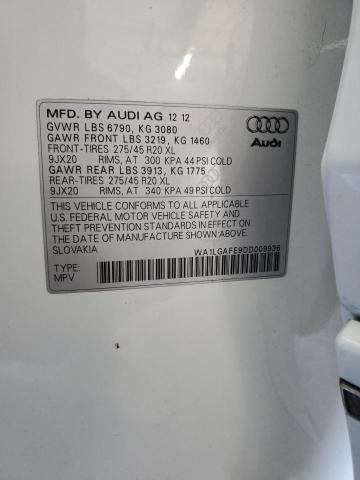 MFD. BY AUDI AG 12 12
GVWR LBS 6790, KG 3080
GAWR FRONT LBS 3219, KG 1460
FRONT-TIRES 275/45 R20 XL
9JX20 RIMS, AT 300 KPA 44 PSI COLD
GAWR REAR LBS 3913, KG 1775
REAR-TIRES 275/45 R20 XL
9JX20 RIMS, AT 340 KPA 49 PSI COLD
Audi
THIS VEHICLE CONFORMS TO ALL APPLICABLE
U.S. FEDERAL MOTOR VEHICLE SAFETY AND
THEFT PREVENTION STANDARDS IN EFFECT ON
THE DATE OF MANUFACTURE SHOWN ABOVE.
SLOVAKIA
WA1LGAFE9DD009936
TYPE:
MPV